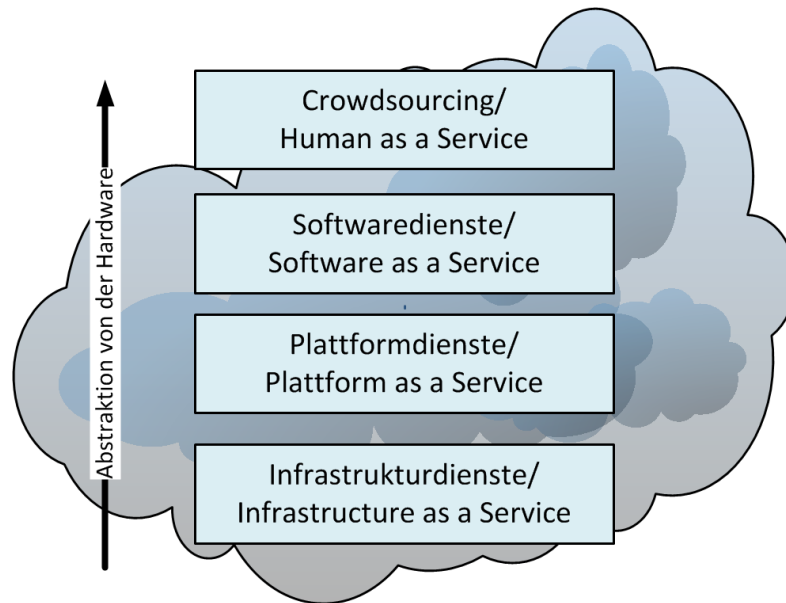 Crowdsourcing/
Human as a Service
Softwaredienste/
Software as a Service
Plattformdienste/
Plattform as a Service
Infrastrukturdienste/
Infrastructure as a Service
Abstraktion von der Hardware